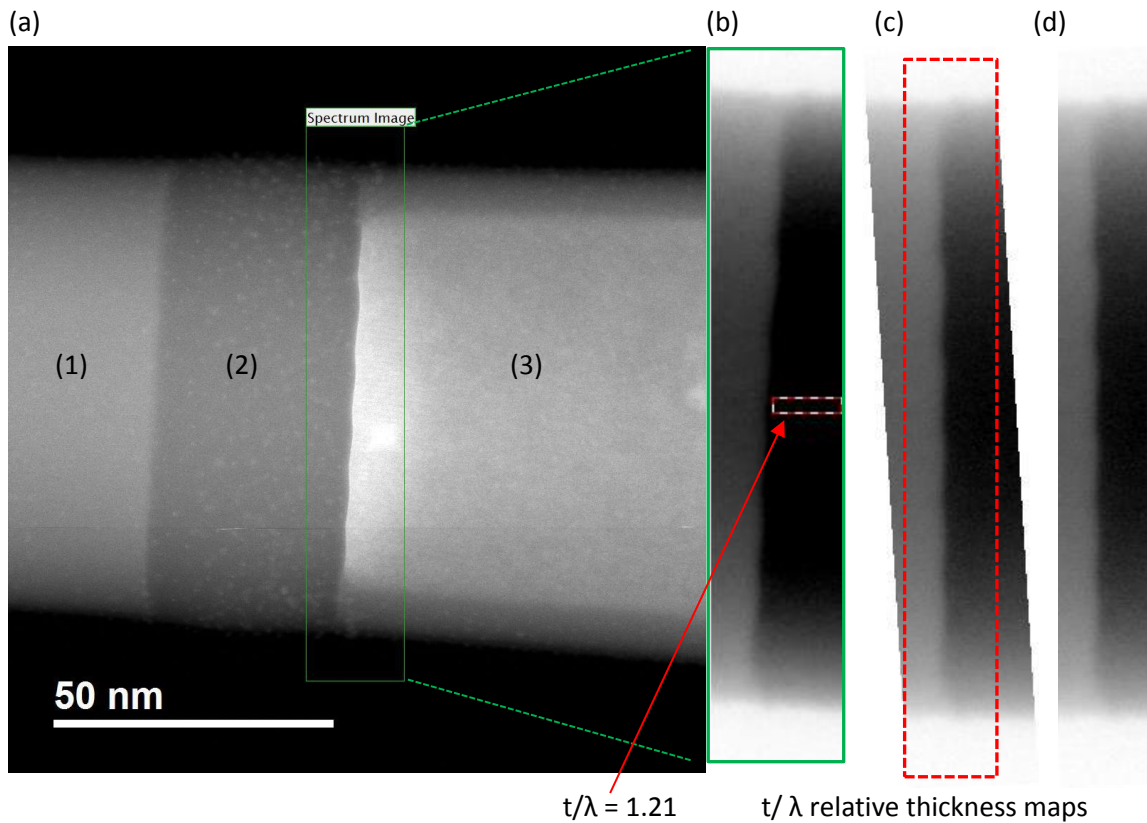 (a)
(b)
(c)
(d)
Spectrum Image
(1)
(2)
(3)
50 nm
t/λ = 1.21
t/ λ relative thickness maps